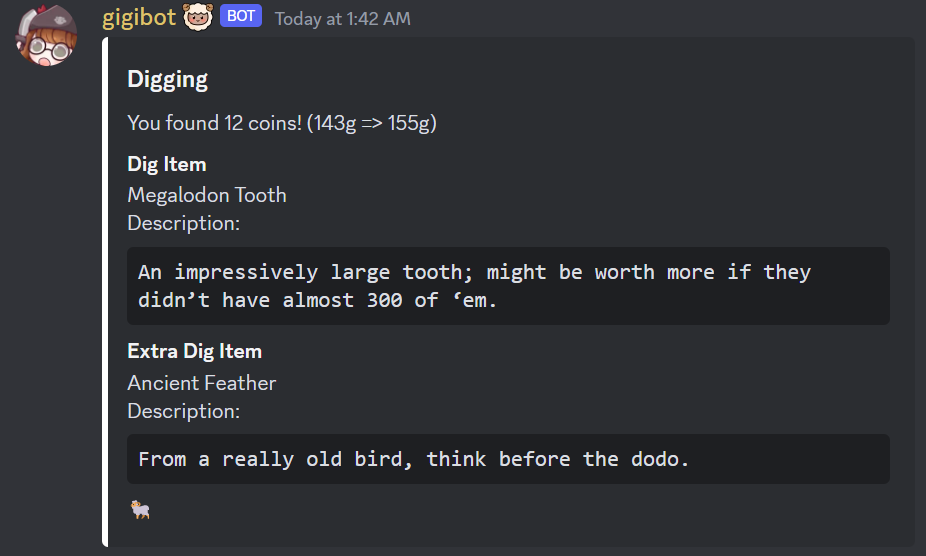 gigibot BOT Today at 1:42 AM
Digging
You found 12 coins! (143g => 155g)
Dig Item
Megalodon Tooth
Description:
An impressively large tooth; might be worth more if they
didn’t have almost 300 of ‘em.
Extra Dig Item
Ancient Feather
Description:
From a really old bird, think before the dodo.